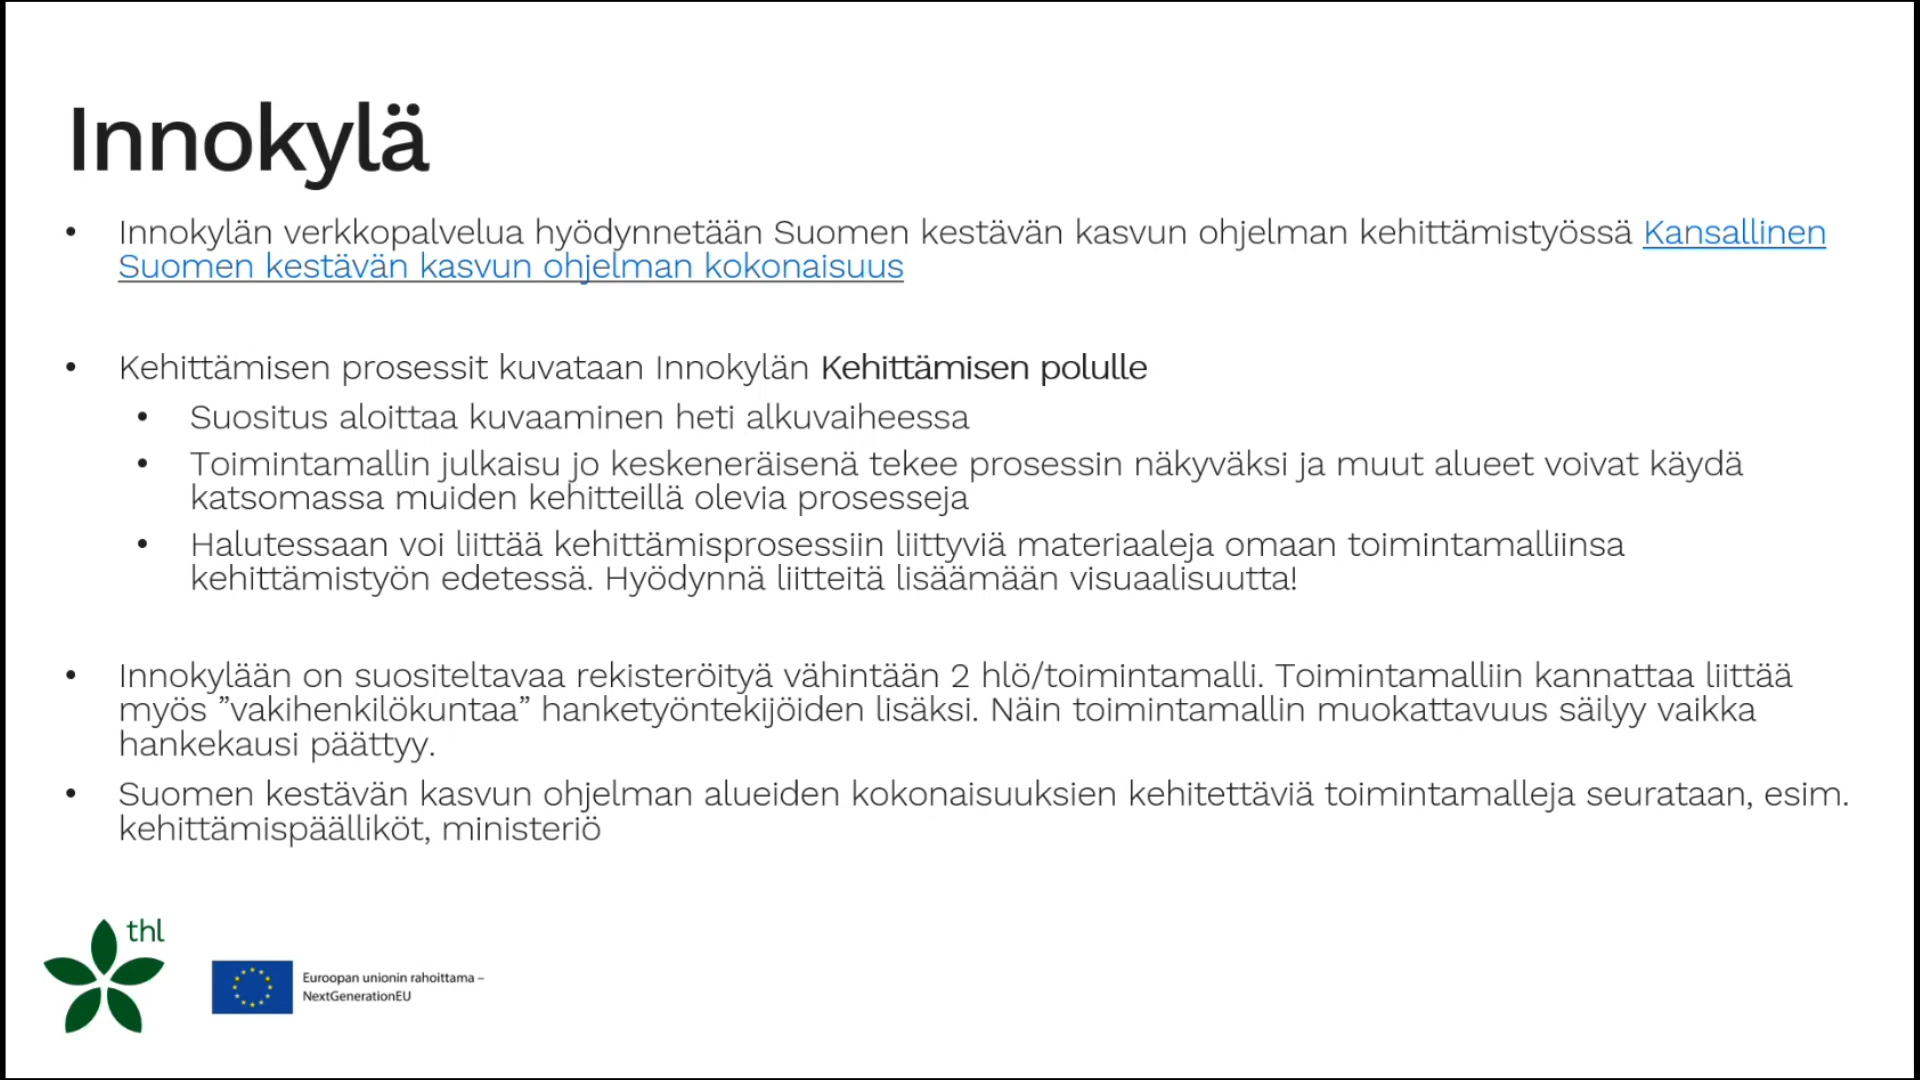 Innokylä
• Innokylän verkkopalvelua hyödynnetään Suomen kestävän kasvun ohjelman kehittämistyössä Kansallinen
Suomen kestävän kasvun ohjelman kokonaisuus
• Kehittämisen prosessit kuvataan Innokylän Kehittämisen polulle
• Suositus aloittaa kuvaaminen heti alkuvaiheessa
• Toimintamallin julkaisu jo keskeneräisenä tekee prosessin näkyväksi ja muut alueet voivat käydä
katsomassa muiden kehitteillä olevia prosesseja
• Halutessaan voi liittää kehittämisprosessiin liittyviä materiaaleja omaan toimintamalliinsa
kehittämistyön edetessä. Hyödynnä liitteitä lisäämään visuaalisuutta!
• Innokylään on suositeltavaa rekisteröityä vähintään 2 hlö/toimintamalli. Toimintamalliin kannattaa liittää
myös ”vakihenkilökuntaa” hanketyöntekijöiden lisäksi. Näin toimintamallin muokattavuus säilyy vaikka
hankekausi päättyy.
• Suomen kestävän kasvun ohjelman alueiden kokonaisuuksien kehitettäviä toimintamalleja seurataan, esim.
kehittämispäälliköt, ministeriö
thl
Euroopan unionin rahoittama –
NextGenerationEU